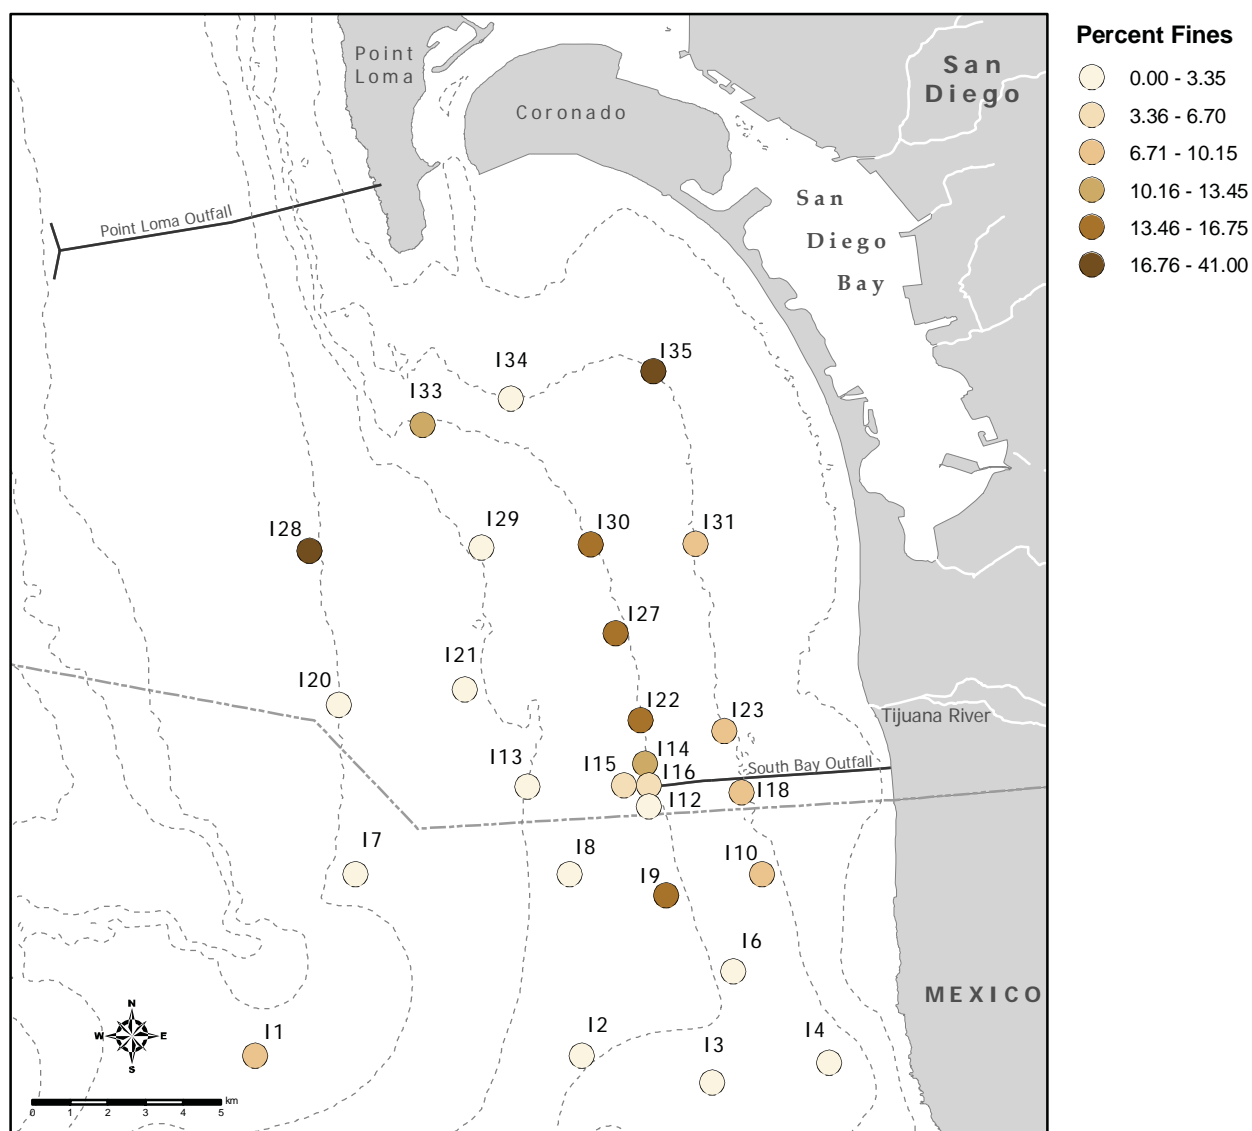 Percent Fines
0.00 - 3.35
3.36 - 6.70
6.71 - 10.15
10.16 - 13.45
13.46 - 16.75
16.76 - 41.00
Point
Loma
Coronado
San
Diego
San
Diego
Bay
Point Loma Outfall
I34
I35
I33
I28
I29
I30
I31
I27
I21
I20
I22
I23
Tijuana River
I14
I13
I15
I16
South Bay Outfall
I18
I12
I7
I8
I10
I9
I6
MEXICO
N
W
E
S
I1
I2
I3
I4
0 1 2 3 4 5 km